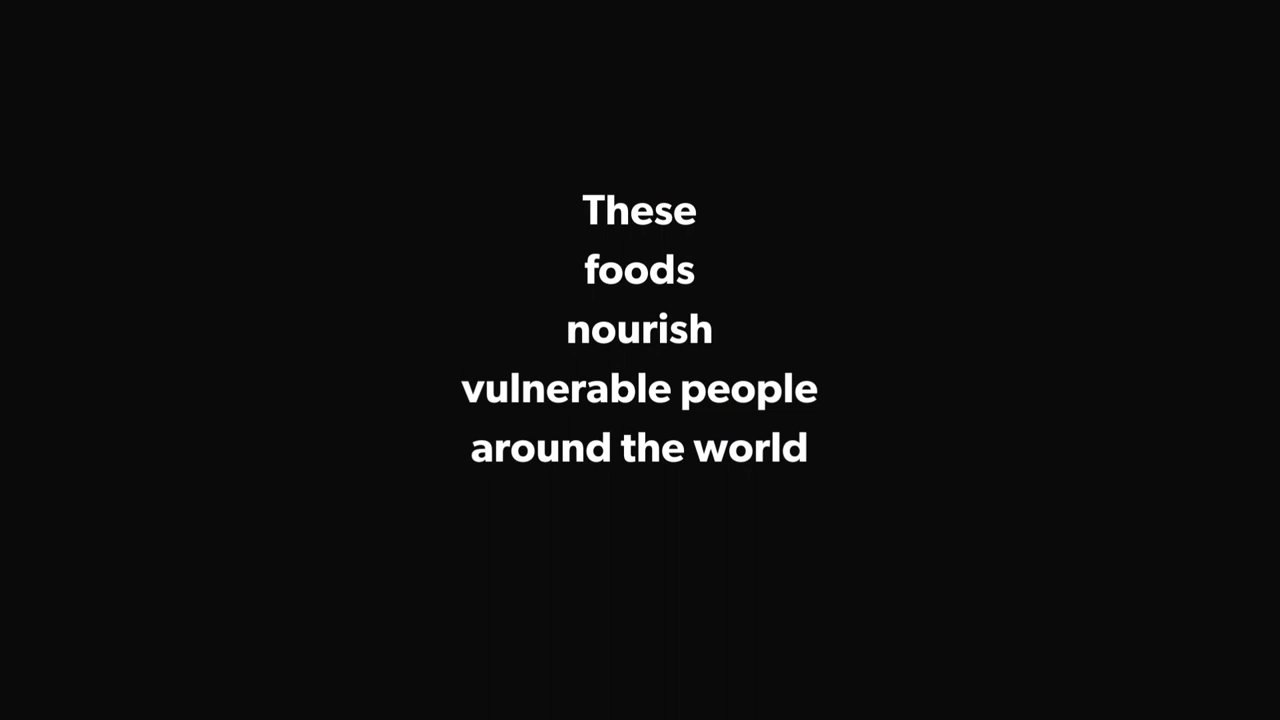 These
foods
nourish
vulnerable people
around the world